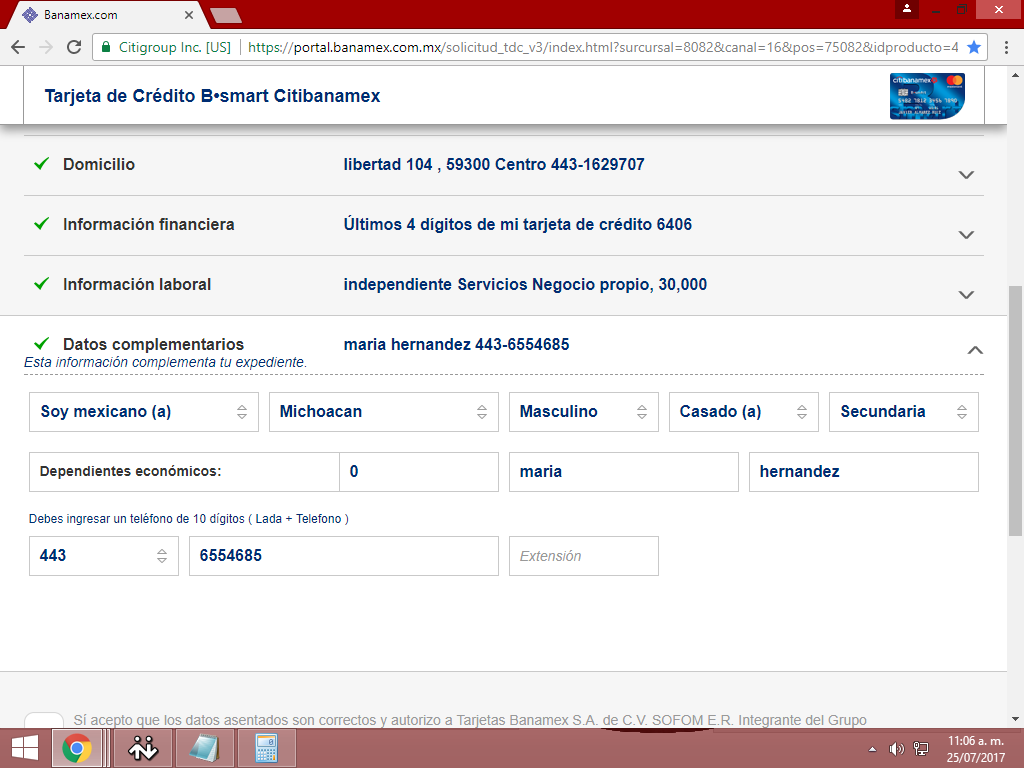 Banamex.com
Citigroup Inc. [US] https://portal.banamex.com.mx/solicitud_tdc_v3/index.html?surcursal=8082&canal=16&pos=75082&idproducto=4
Tarjeta de Crédito B•smart Citibanamex
citibanamex
Domicilio libertad 104 , 59300 Centro 443-1629707
Información financiera Últimos 4 dígitos de mi tarjeta de crédito 6406
Información laboral independiente Servicios Negocio propio, 30,000
Datos complementarios maria hernandez 443-6554685
Esta información complementa tu expediente.
Soy mexicano (a) Michoacan Masculino Casado (a) Secundaria
Dependientes económicos: 0 maria hernandez
Debes ingresar un teléfono de 10 dígitos ( Lada + Telefono )
443 6554685 Extensión
Sí acepto que los datos asentados son correctos y autorizo a Tarjetas Banamex S.A. de C.V. SOFOM E.R. Integrante del Grupo
11:06 a. m.
25/07/2017